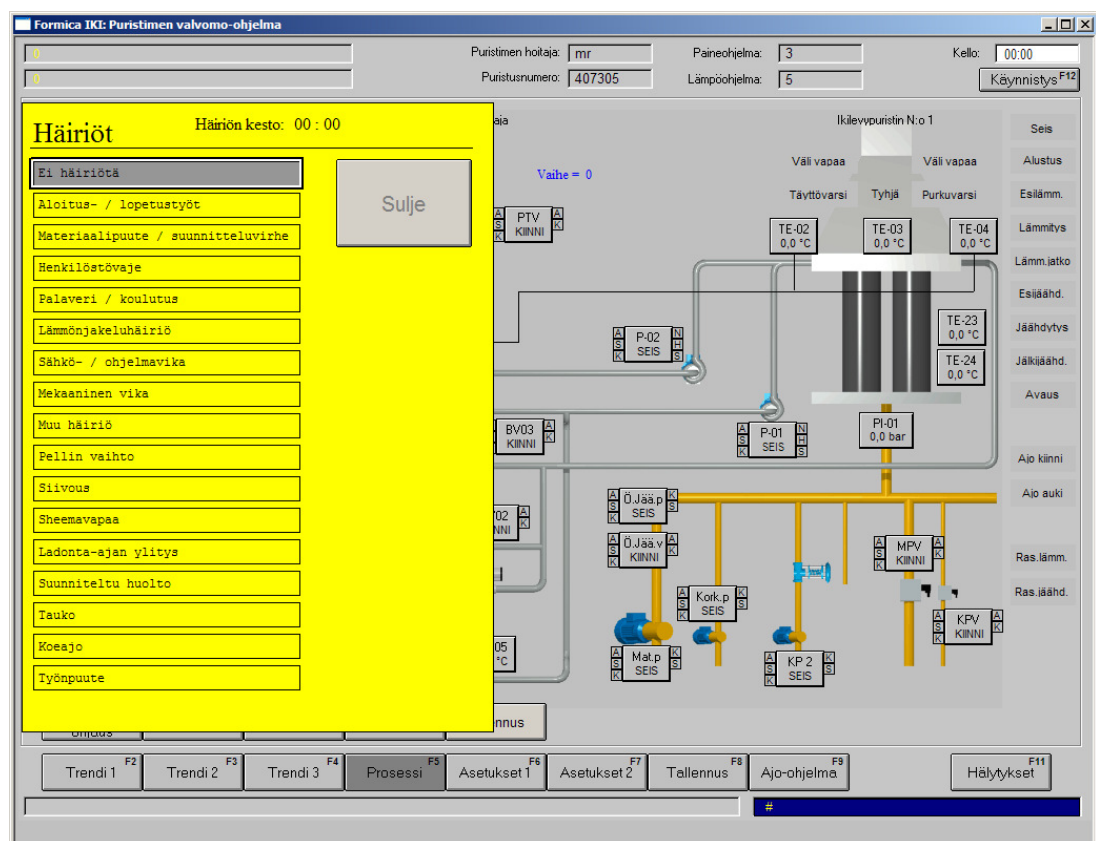 Formica IKI: Puristimen valvomo-ohjelma
0
Puristimen hoitaja: mr
Paineohjelma: 3
Kello: 00:00
0
Puristusnumero: 407305
Lämpöohjelma: 5
Käynnistys F12
Häiriöt
Häiriön kesto: 00 : 00
Ei häiriötä
Aloitus- / lopetustyöt
Materiaalipuute / suunnitteluvirhe
Henkilöstövaje
Palaveri / koulutus
Lämmönjakeluhäiriö
Sähkö- / ohjelmavika
Mekaaninen vika
Muu häiriö
Pellin vaihto
Siivous
Sheemavapaa
Ladonta-ajan ylitys
Suunniteltu huolto
Tauko
Koeajo
Työnpuute
Sulje
aja
Vaihe = 0
Ikilevypuristin N:o 1
Väli vapaa
Väli vapaa
Täyttövarsi
Tyhjä
Purkuvarsi
A
S
K
PTV
KIINNI
A
K
TE-02
0,0 °C
TE-03
0,0 °C
TE-04
0,0 °C
A
S
K
P-02
SEIS
N
H
S
TE-23
0,0 °C
TE-24
0,0 °C
BV03
KIINNI
A
K
A
S
K
P-01
SEIS
N
H
S
PI-01
0,0 bar
A
S
K
Ö.Jää.p
SEIS
K
S
02
NNI
A
K
A
S
K
Ö.Jää.v
KIINNI
A
K
A
S
K
MPV
KIINNI
A
K
A
S
K
Kork.p
SEIS
K
S
A
S
K
KPV
KIINNI
A
K
05
°C
A
S
K
Mat.p
SEIS
K
S
A
S
K
KP 2
SEIS
K
S
Seis
Alustus
Esilämm.
Lämmitys
Lämm.jatko
Esijäähd.
Jäähdytys
Jälkijäähd.
Avaus
Ajo kiinni
Ajo auki
Ras.lämm.
Ras.jäähd.
ohjaus
ennus
Trendi 1 F2
Trendi 2 F3
Trendi 3 F4
Prosessi F5
Asetukset 1 F6
Asetukset 2 F7
Tallennus F8
Ajo-ohjelma F9
Hälytykset F11
#